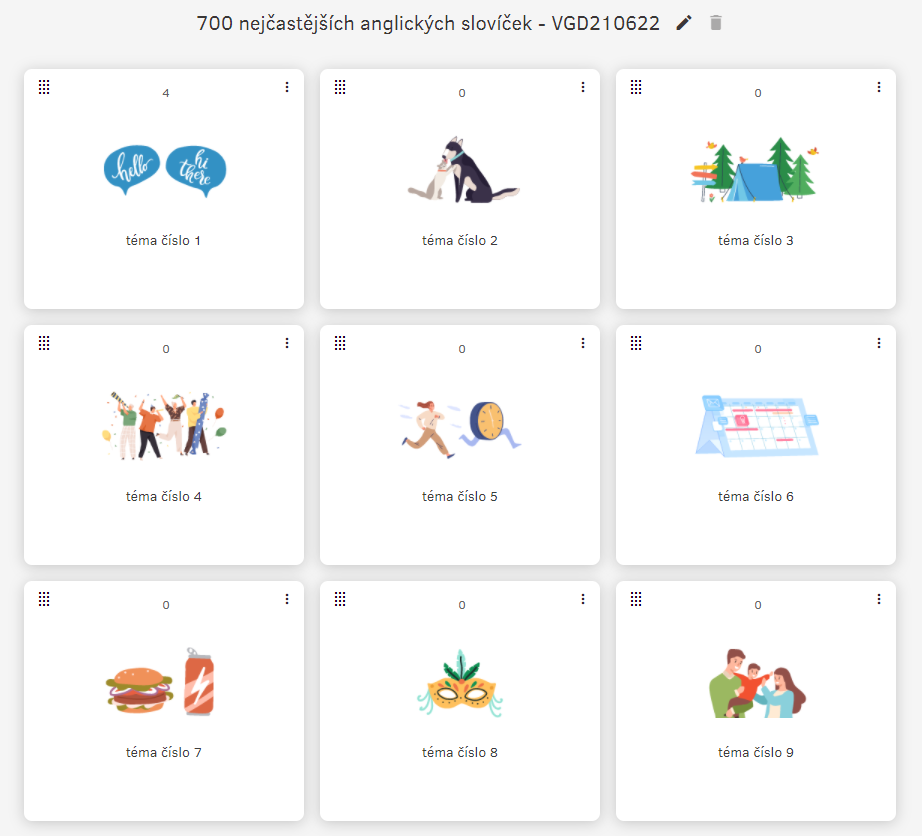 700 nejčastějších anglických slovíček - VGD210622
4
0
0
hello
hi
there
téma číslo 1
téma číslo 2
téma číslo 3
0
0
0
téma číslo 4
téma číslo 5
téma číslo 6
0
0
0
téma číslo 7
téma číslo 8
téma číslo 9